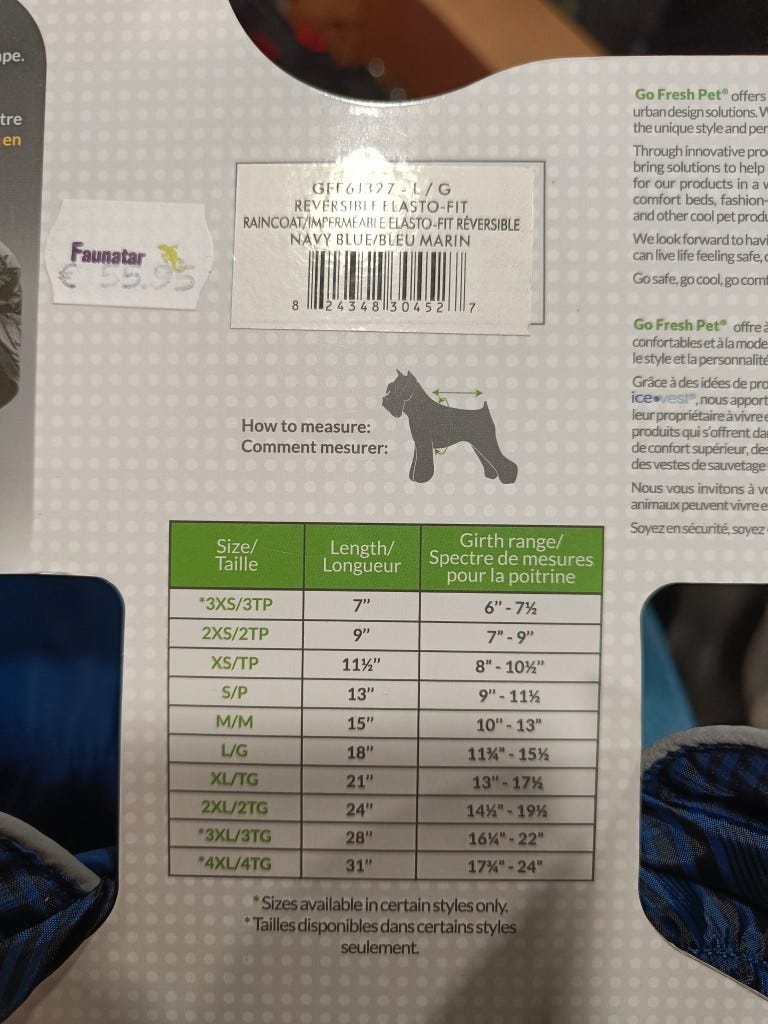 pe.
tre
en
Faunatar
€ 55.95
GFF61327 - L / G
REVERSIBLE ELASTO-FIT
RAINCOAT/IMPERMÉABLE ELASTO-FIT RÉVERSIBLE
NAVY BLUE/BLEU MARIN
8 24348 30452 7
How to measure:
Comment mesurer:
Size/ Length/ Girth range/
Taille Longueur Spectre de mesures
pour la poitrine
*3XS/3TP 7” 6” - 7½
2XS/2TP 9” 7” - 9”
XS/TP 11½” 8” - 10½”
S/P 13” 9” - 11½
M/M 15” 10” - 13”
L/G 18” 11¾” - 15½
XL/TG 21” 13” - 17½
2XL/2TG 24” 14½” - 19½
*3XL/3TG 28” 16¼” - 22”
*4XL/4TG 31” 17¾” - 24”
*Sizes available in certain styles only.
*Tailles disponibles dans certains styles
seulement.
Go Fresh Pet® offers
urban design solutions. W
the unique style and per
Through innovative pro
bring solutions to help
for our products in a w
comfort beds, fashion-
and other cool pet produ
We look forward to havi
can live life feeling safe, c
Go safe, go cool, go comf
Go Fresh Pet® offre à
confortables et à la mode
le style et la personnalité
Grâce à des idées de pro
ice vest®, nous apport
leur propriétaire à vivre e
produits qui s'offrent da
de confort supérieur, des
des vestes de sauvetage
Nous vous invitons à vo
animaux peuvent vivre e
Soyez en sécurité, soyez